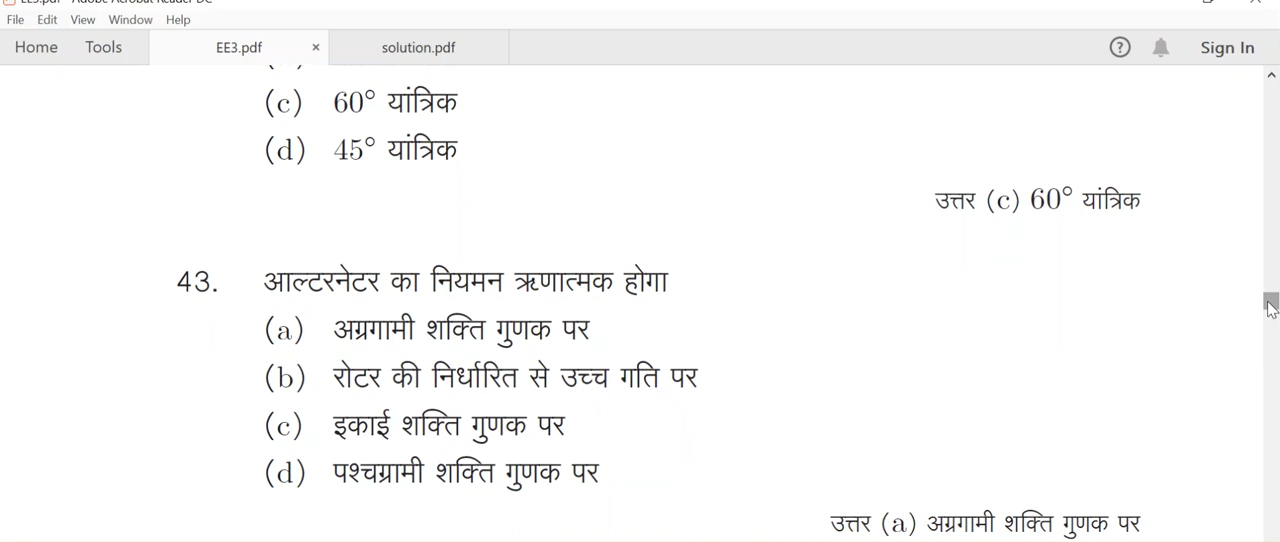 File Edit View Window Help
Home Tools EE3.pdf × solution.pdf ? Sign In
(c) 60° यांत्रिक
(d) 45° यांत्रिक
उत्तर (c) 60° यांत्रिक
43. आल्टरनेटर का नियमन ऋणात्मक होगा
(a) अग्रगामी शक्ति गुणक पर
(b) रोटर की निर्धारित से उच्च गति पर
(c) इकाई शक्ति गुणक पर
(d) पश्चग्रामी शक्ति गुणक पर
उत्तर (a) अग्रगामी शक्ति गुणक पर